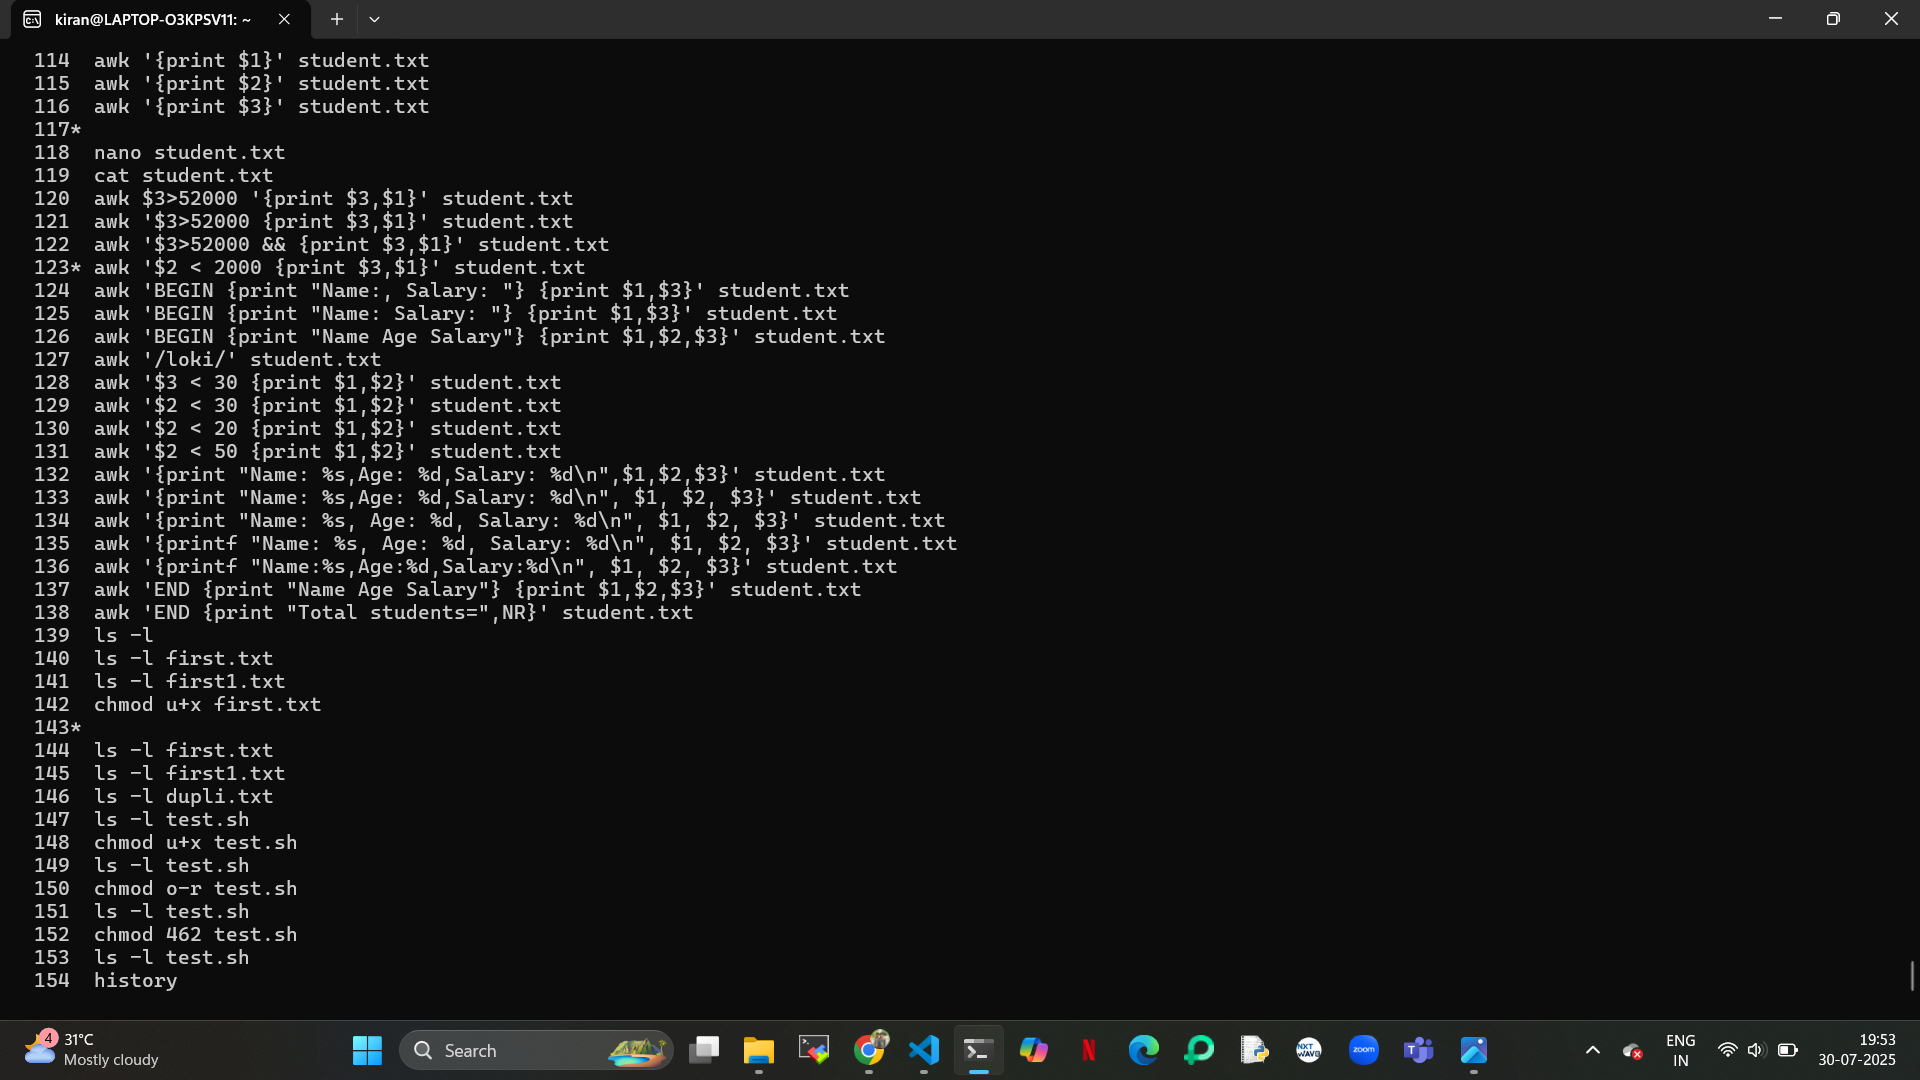 kiran@LAPTOP-O3KPSV11: ~
114 awk '{print $1}' student.txt
115 awk '{print $2}' student.txt
116 awk '{print $3}' student.txt
117*
118 nano student.txt
119 cat student.txt
120 awk $3>52000 '{print $3,$1}' student.txt
121 awk '$3>52000 {print $3,$1}' student.txt
122 awk '$3>52000 && {print $3,$1}' student.txt
123* awk '$2 < 2000 {print $3,$1}' student.txt
124 awk 'BEGIN {print "Name:, Salary: "} {print $1,$3}' student.txt
125 awk 'BEGIN {print "Name: Salary: "} {print $1,$3}' student.txt
126 awk 'BEGIN {print "Name Age Salary"} {print $1,$2,$3}' student.txt
127 awk '/loki/' student.txt
128 awk '$3 < 30 {print $1,$2}' student.txt
129 awk '$2 < 30 {print $1,$2}' student.txt
130 awk '$2 < 20 {print $1,$2}' student.txt
131 awk '$2 < 50 {print $1,$2}' student.txt
132 awk '{print "Name: %s,Age: %d,Salary: %d\n",$1,$2,$3}' student.txt
133 awk '{print "Name: %s,Age: %d,Salary: %d\n", $1, $2, $3}' student.txt
134 awk '{print "Name: %s, Age: %d, Salary: %d\n", $1, $2, $3}' student.txt
135 awk '{printf "Name: %s, Age: %d, Salary: %d\n", $1, $2, $3}' student.txt
136 awk '{printf "Name:%s,Age:%d,Salary:%d\n", $1, $2, $3}' student.txt
137 awk 'END {print "Name Age Salary"} {print $1,$2,$3}' student.txt
138 awk 'END {print "Total students=",NR}' student.txt
139 ls -l
140 ls -l first.txt
141 ls -l first1.txt
142 chmod u+x first.txt
143*
144 ls -l first.txt
145 ls -l first1.txt
146 ls -l dupli.txt
147 ls -l test.sh
148 chmod u+x test.sh
149 ls -l test.sh
150 chmod o-r test.sh
151 ls -l test.sh
152 chmod 462 test.sh
153 ls -l test.sh
154 history
4
31°C
Mostly cloudy
Search
NXT WAVE
zoom
ENG
IN
19:53
30-07-2025